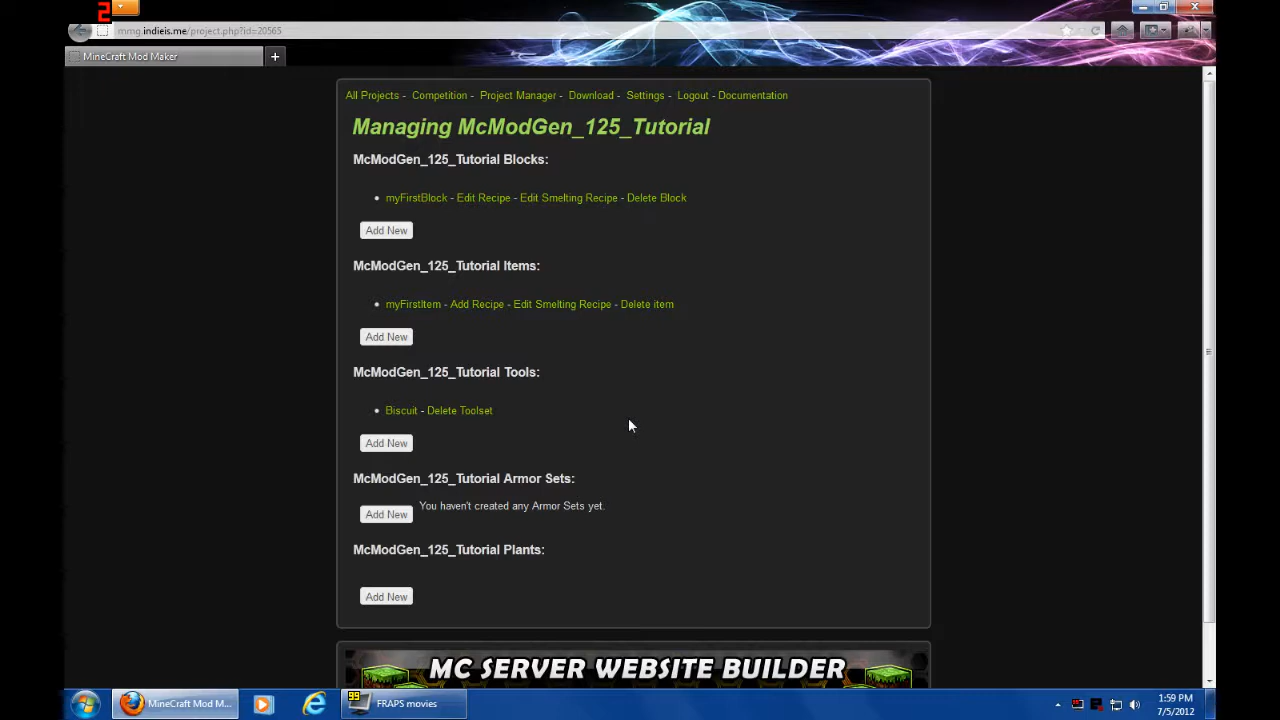 2
mmg.indieis.me/project.php?id=20565
MineCraft Mod Maker
All Projects - Competition - Project Manager - Download - Settings - Logout - Documentation
Managing McModGen_125_Tutorial
McModGen_125_Tutorial Blocks:
myFirstBlock - Edit Recipe - Edit Smelting Recipe - Delete Block
Add New
McModGen_125_Tutorial Items:
myFirstItem - Add Recipe - Edit Smelting Recipe - Delete item
Add New
McModGen_125_Tutorial Tools:
Biscuit - Delete Toolset
Add New
McModGen_125_Tutorial Armor Sets:
You haven't created any Armor Sets yet.
Add New
McModGen_125_Tutorial Plants:
Add New
MC SERVER WEBSITE BUILDER
MineCraft Mod M...
99
FRAPS movies
1:59 PM
7/5/2012